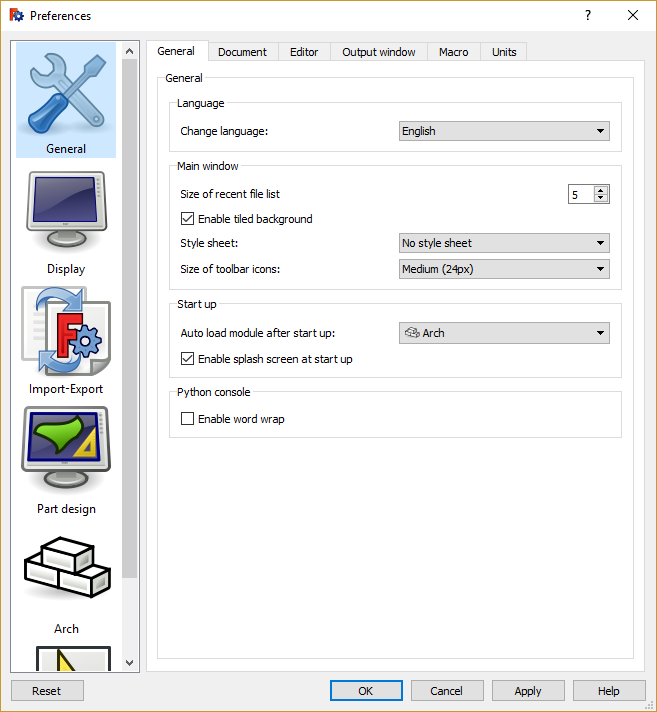 Preferences
General
Display
Import-Export
Part design
Arch
General Document Editor Output window Macro Units
General
Language
Change language: English
Main window
Size of recent file list 5
Enable tiled background
Style sheet: No style sheet
Size of toolbar icons: Medium (24px)
Start up
Auto load module after start up: Arch
Enable splash screen at start up
Python console
Enable word wrap
Reset OK Cancel Apply Help